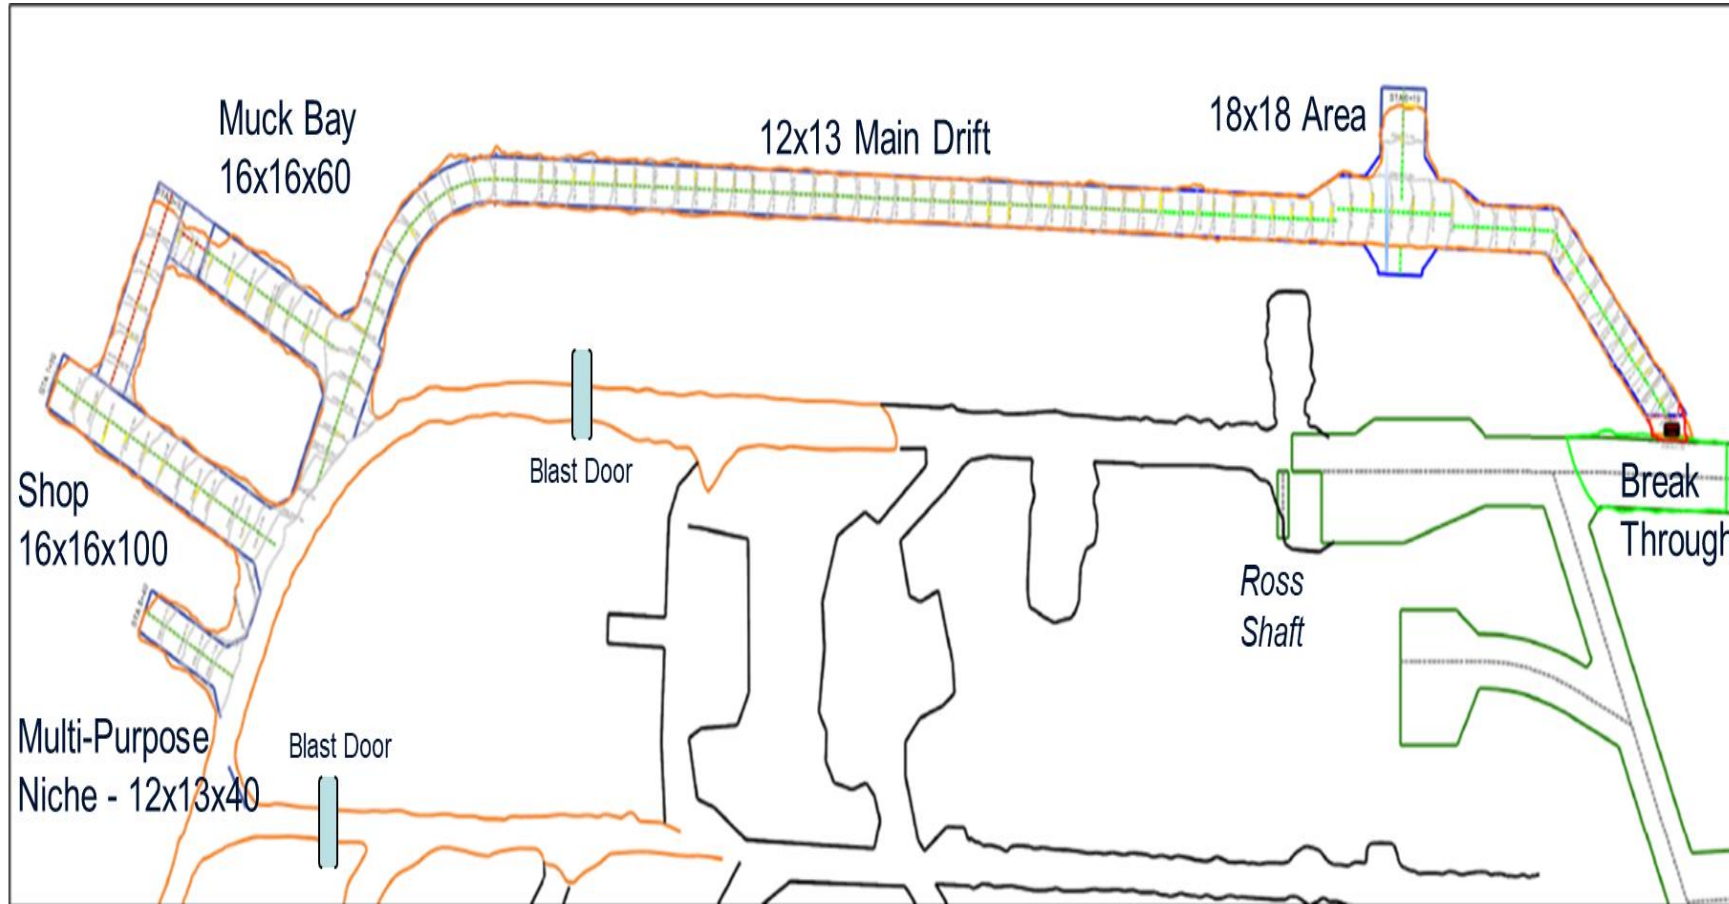 Muck Bay
16x16x60
12x13 Main Drift
18x18 Area
Blast Door
Shop
16x16x100
Break
Through
Ross
Shaft
Multi-Purpose
Niche - 12x13x40
Blast Door